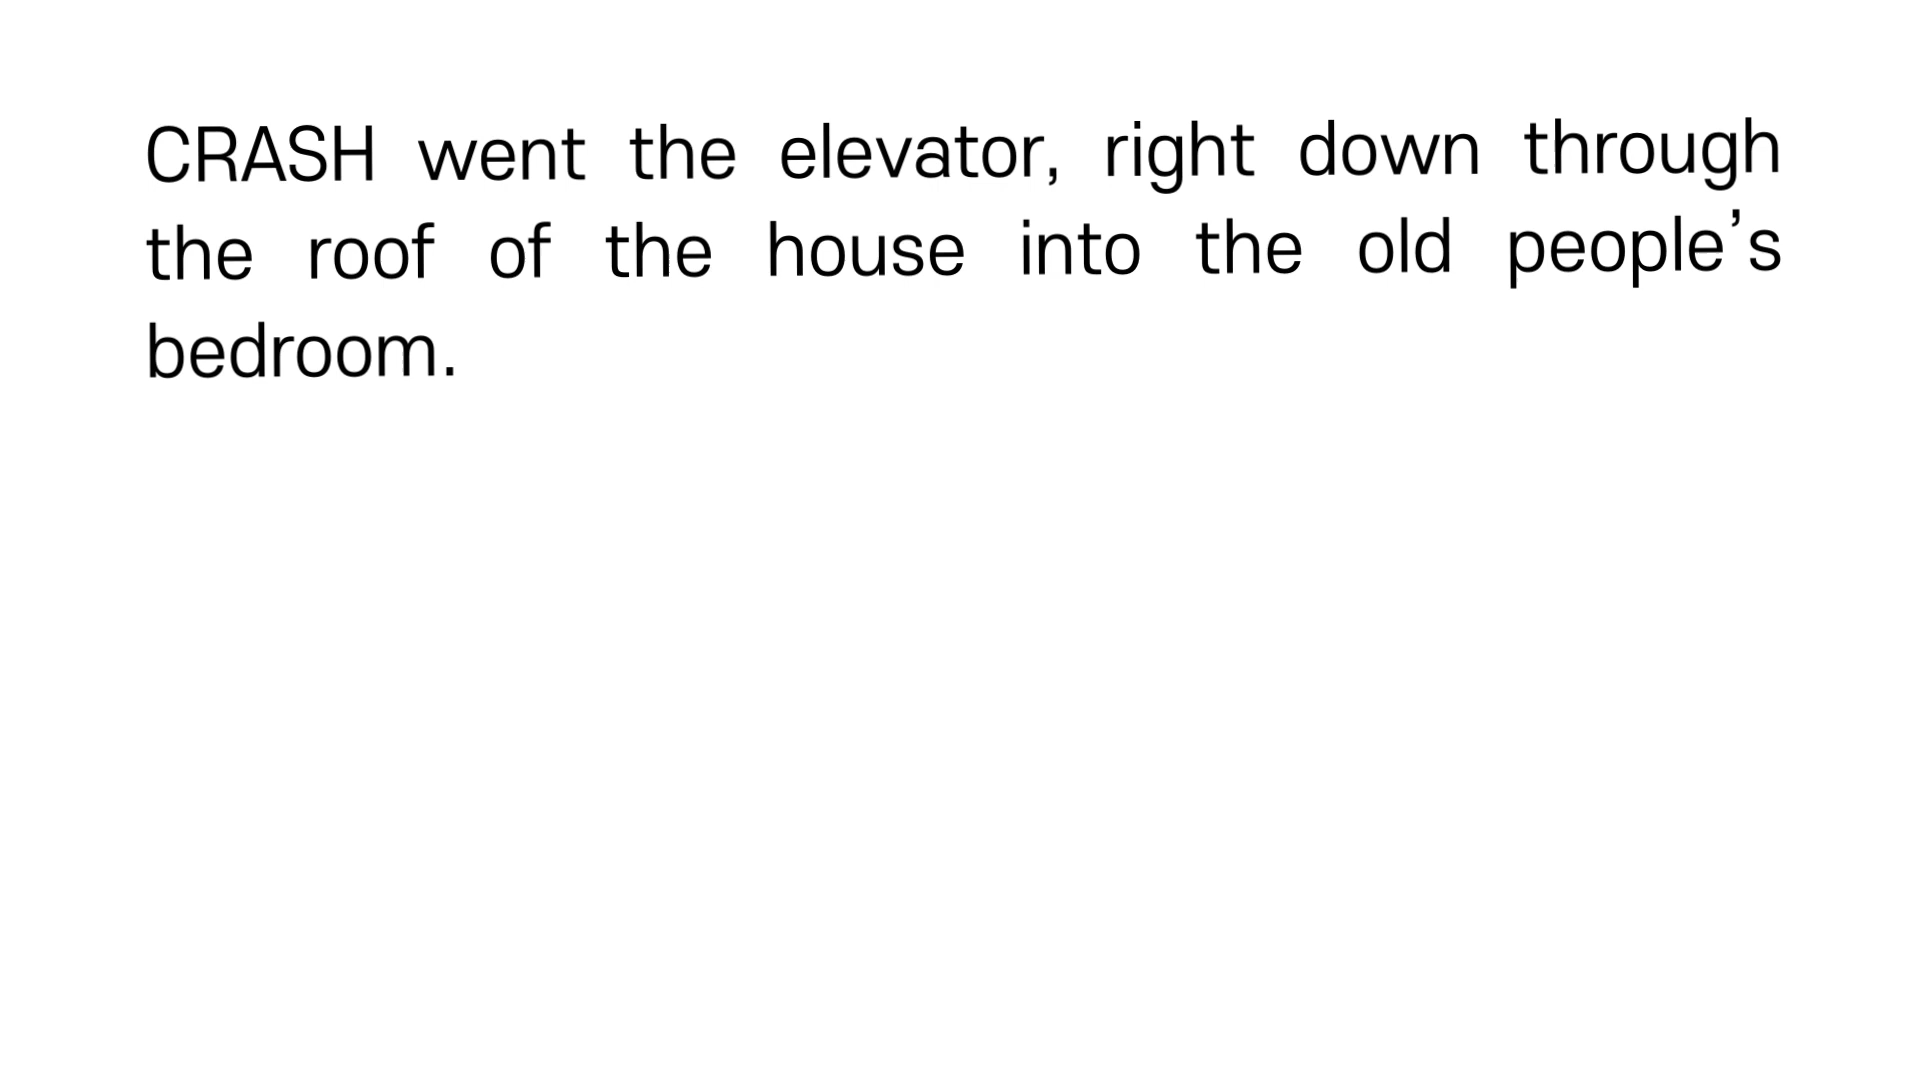 CRASH went the elevator, right down through
the roof of the house into the old people’s
bedroom.